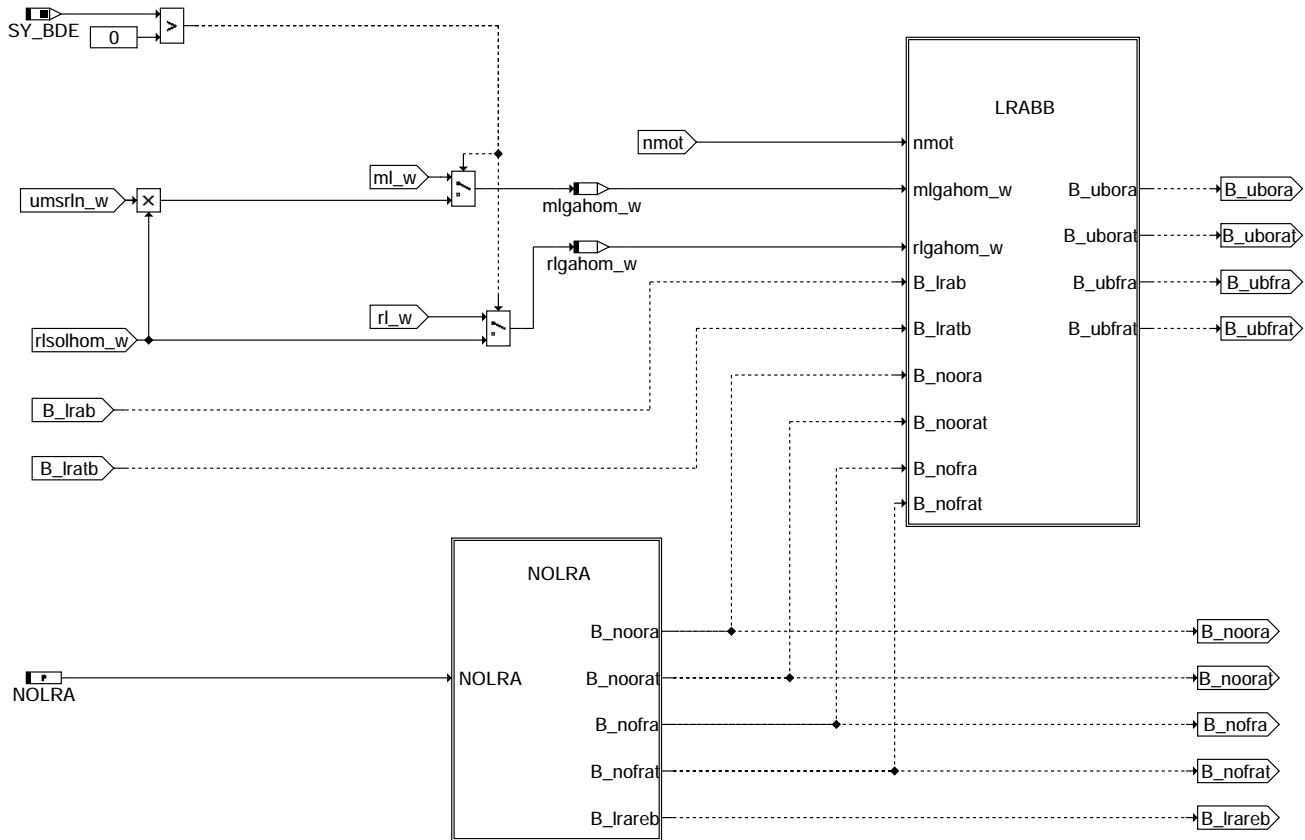 SY_BDE
0
>
LRABB
nmot
nmot
ml_w
mlgahom_w
mlgahom_w
B_ubora
B_ubora
umsrln_w
×
B_uborat
B_uborat
rlgahom_w
rlgahom_w
B_lrab
B_ubfra
B_ubfra
rl_w
B_lratb
B_ubfrat
B_ubfrat
rlsolhom_w
B_noora
B_lrab
B_noorat
B_lratb
B_nofra
B_nofrat
NOLRA
B_noora
B_noora
P
NOLRA
NOLRA
B_noorat
B_noorat
B_nofra
B_nofra
B_nofrat
B_nofrat
B_lrareb
B_lrareb